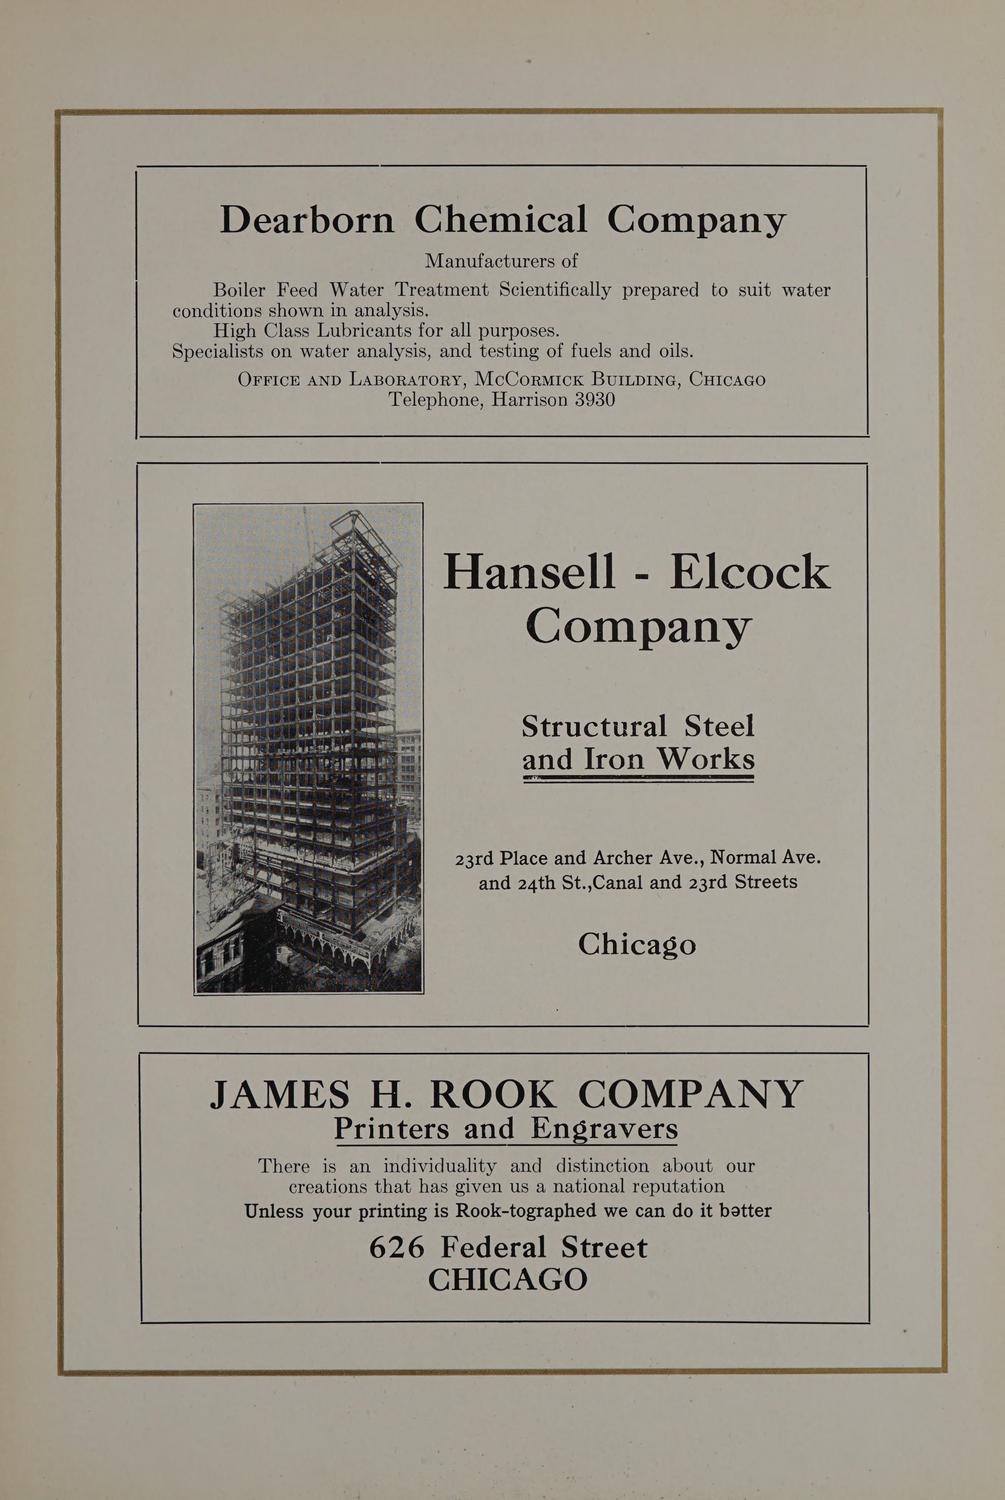 Dearborn Chemical Company
Manufacturers of
Boiler Feed Water Treatment Scientifically prepared to suit water
conditions shown in analysis.
High Class Lubricants for all purposes.
Specialists on water analysis, and testing of fuels and oils.
OFFICE AND LABORATORY, MCCORMICK BUILDING, CHICAGO
Telephone, Harrison 3930
Hansell - Elcock
Company
Structural Steel
and Iron Works
23rd Place and Archer Ave., Normal Ave.
and 24th St.,Canal and 23rd Streets
Chicago
JAMES H. ROOK COMPANY
Printers and Engravers
There is an individuality and distinction about our
creations that has given us a national reputation
Unless your printing is Rook-tographed we can do it better
626 Federal Street
CHICAGO